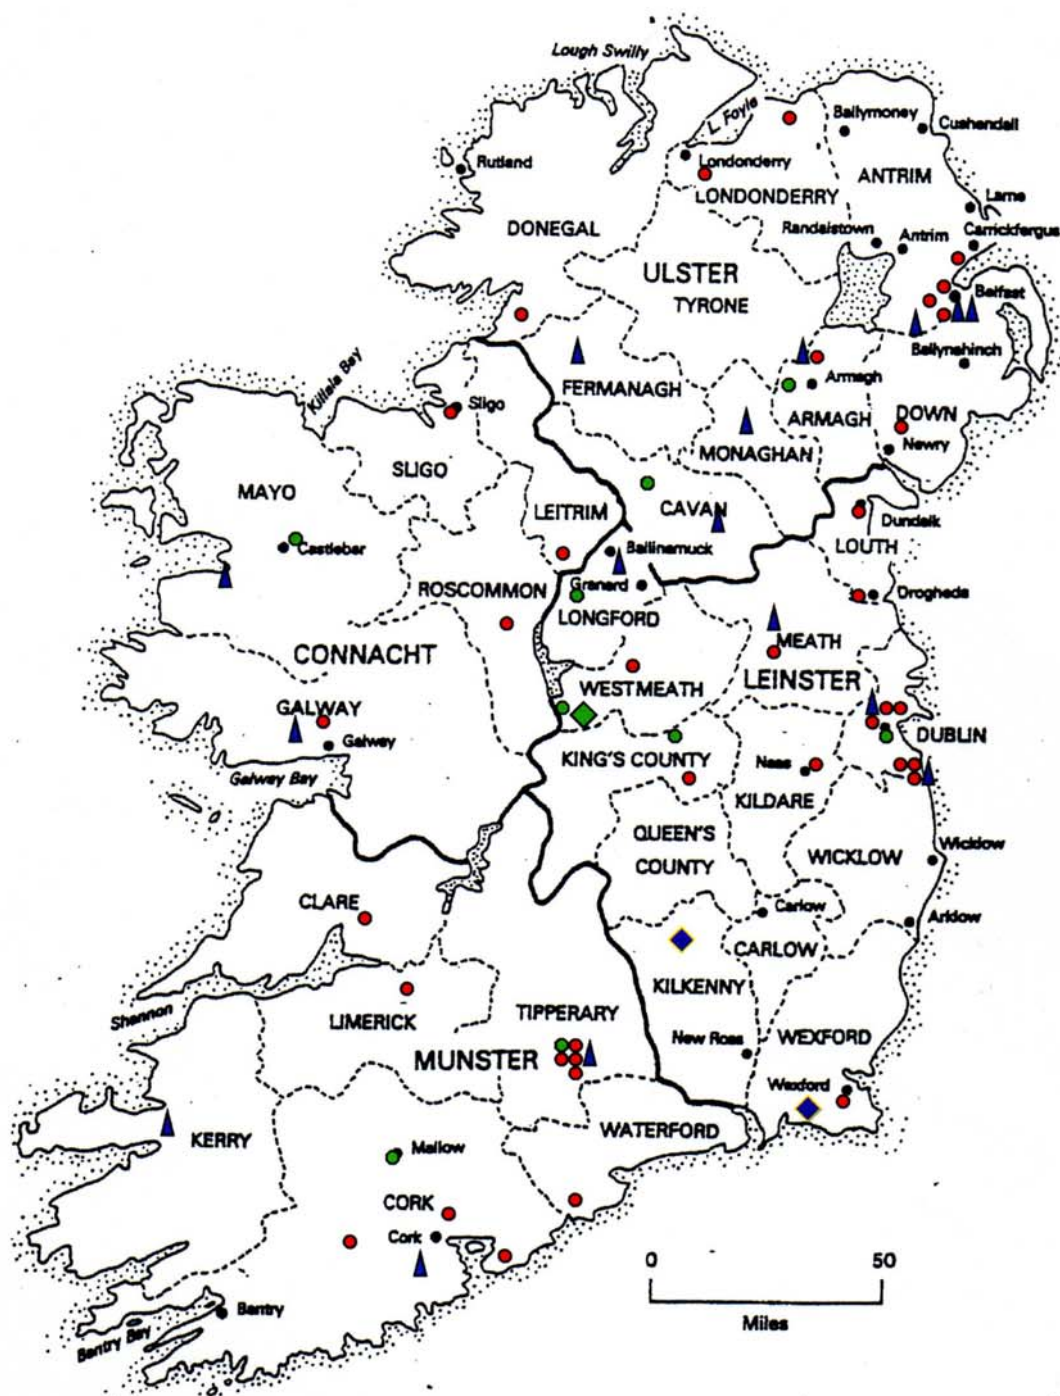 Lough Swilly
L. Foyle
Ballymoney
Cushendall
Rutland
Londonderry
ANTRIM
LONDONDERRY
Larne
DONEGAL
Randalstown
Antrim
Carrickfergus
ULSTER
TYRONE
Belfast
Killala Bay
Ballynahinch
FERMANAGH
Armagh
Sligo
ARMAGH
DOWN
MONAGHAN
Newry
SLIGO
MAYO
LEITRIM
CAVAN
Dundalk
Castlebar
Ballinamuck
LOUTH
ROSCOMMON
Granard
Drogheda
LONGFORD
MEATH
CONNACHT
WESTMEATH
LEINSTER
GALWAY
DUBLIN
Galway
KING'S COUNTY
Naas
Galway Bay
KILDARE
QUEEN'S
COUNTY
WICKLOW
Wicklow
CLARE
Carlow
Arklow
CARLOW
KILKENNY
Shannon
LIMERICK
TIPPERARY
WEXFORD
New Ross
MUNSTER
Wexford
KERRY
WATERFORD
Mallow
CORK
Cork
0 50
Miles
Bantry
Bantry Bay